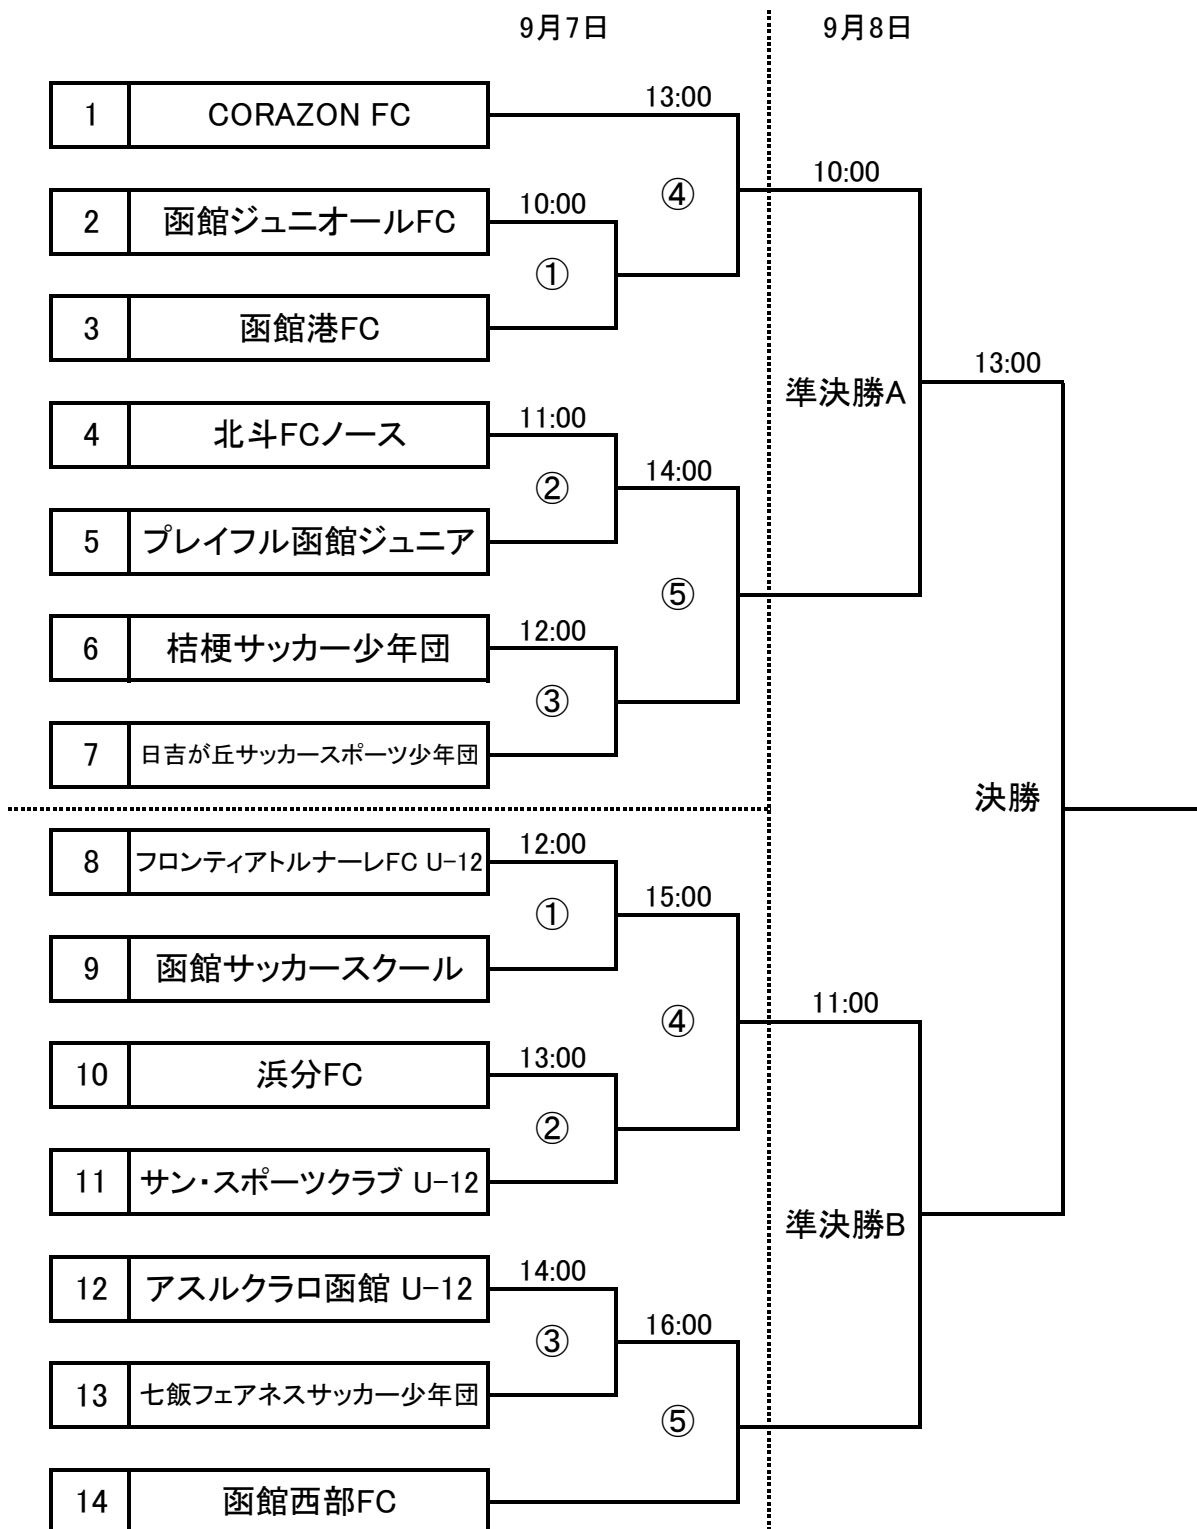 9月7日
9月8日
1 CORAZON FC
13:00
④
10:00
2 函館ジュニオールFC
10:00
①
3 函館港FC
準決勝A
13:00
4 北斗FCノース
11:00
②
14:00
5 プレイフル函館ジュニア
⑤
6 桔梗サッカー少年団
12:00
③
7 日吉が丘サッカースポーツ少年団
決勝
8 フロンティアトルナーレFC U-12
12:00
①
15:00
9 函館サッカースクール
④
11:00
10 浜分FC
13:00
②
11 サン・スポーツクラブ U-12
準決勝B
12 アスルクラロ函館 U-12
14:00
③
16:00
13 七飯フェアネスサッカー少年団
⑤
14 函館西部FC